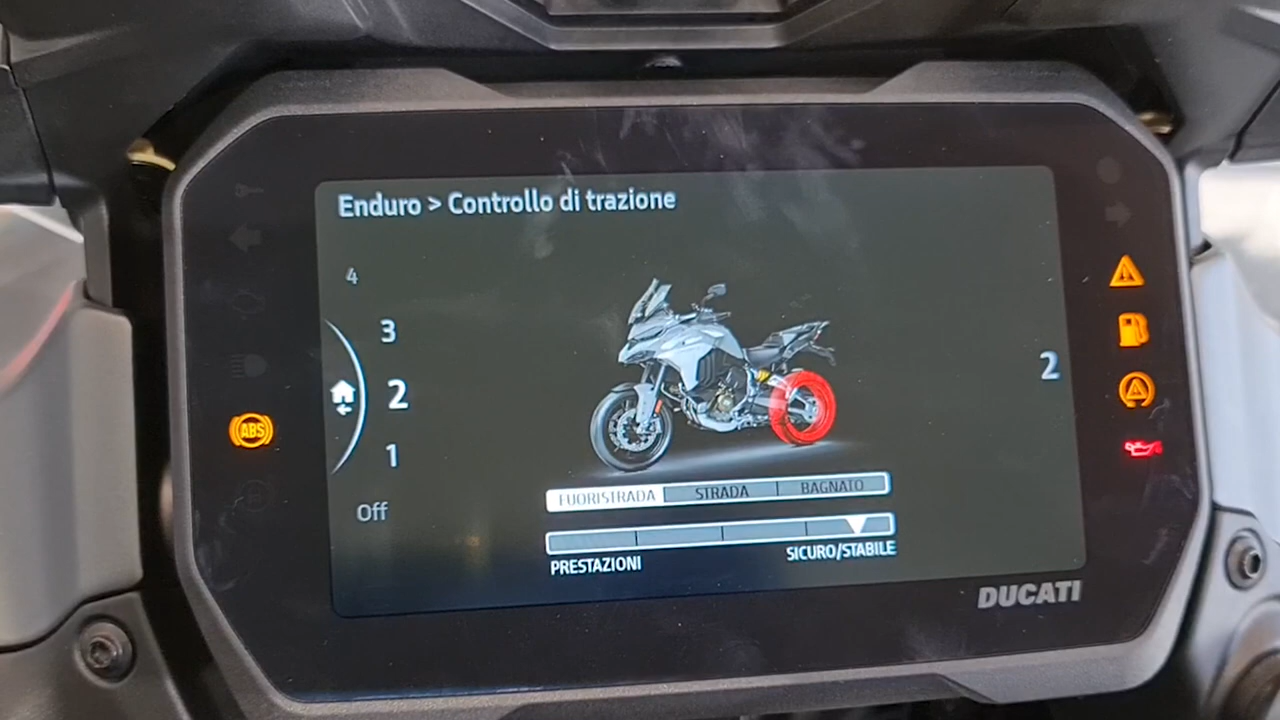 Enduro > Controllo di trazione
4
3
2
1
Off
2
ABS
FUORISTRADA STRADA BAGNATO
PRESTAZIONI SICURO/STABILE
DUCATI